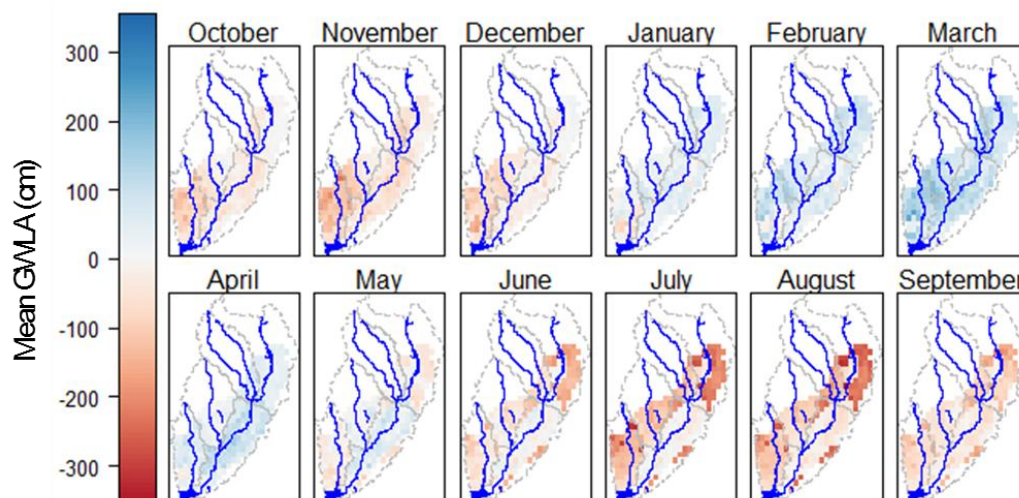 Mean GWLA (cm)
300
200
100
0
-100
-200
-300
October November December January February March
April May June July August September